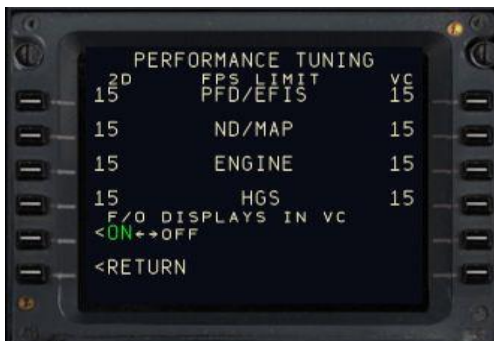 PERFORMANCE TUNING
2D FPS LIMIT VC
15 PFD/EFIS 15
15 ND/MAP 15
15 ENGINE 15
15 HGS 15
F/O DISPLAYS IN VC
<ON←→OFF
<RETURN